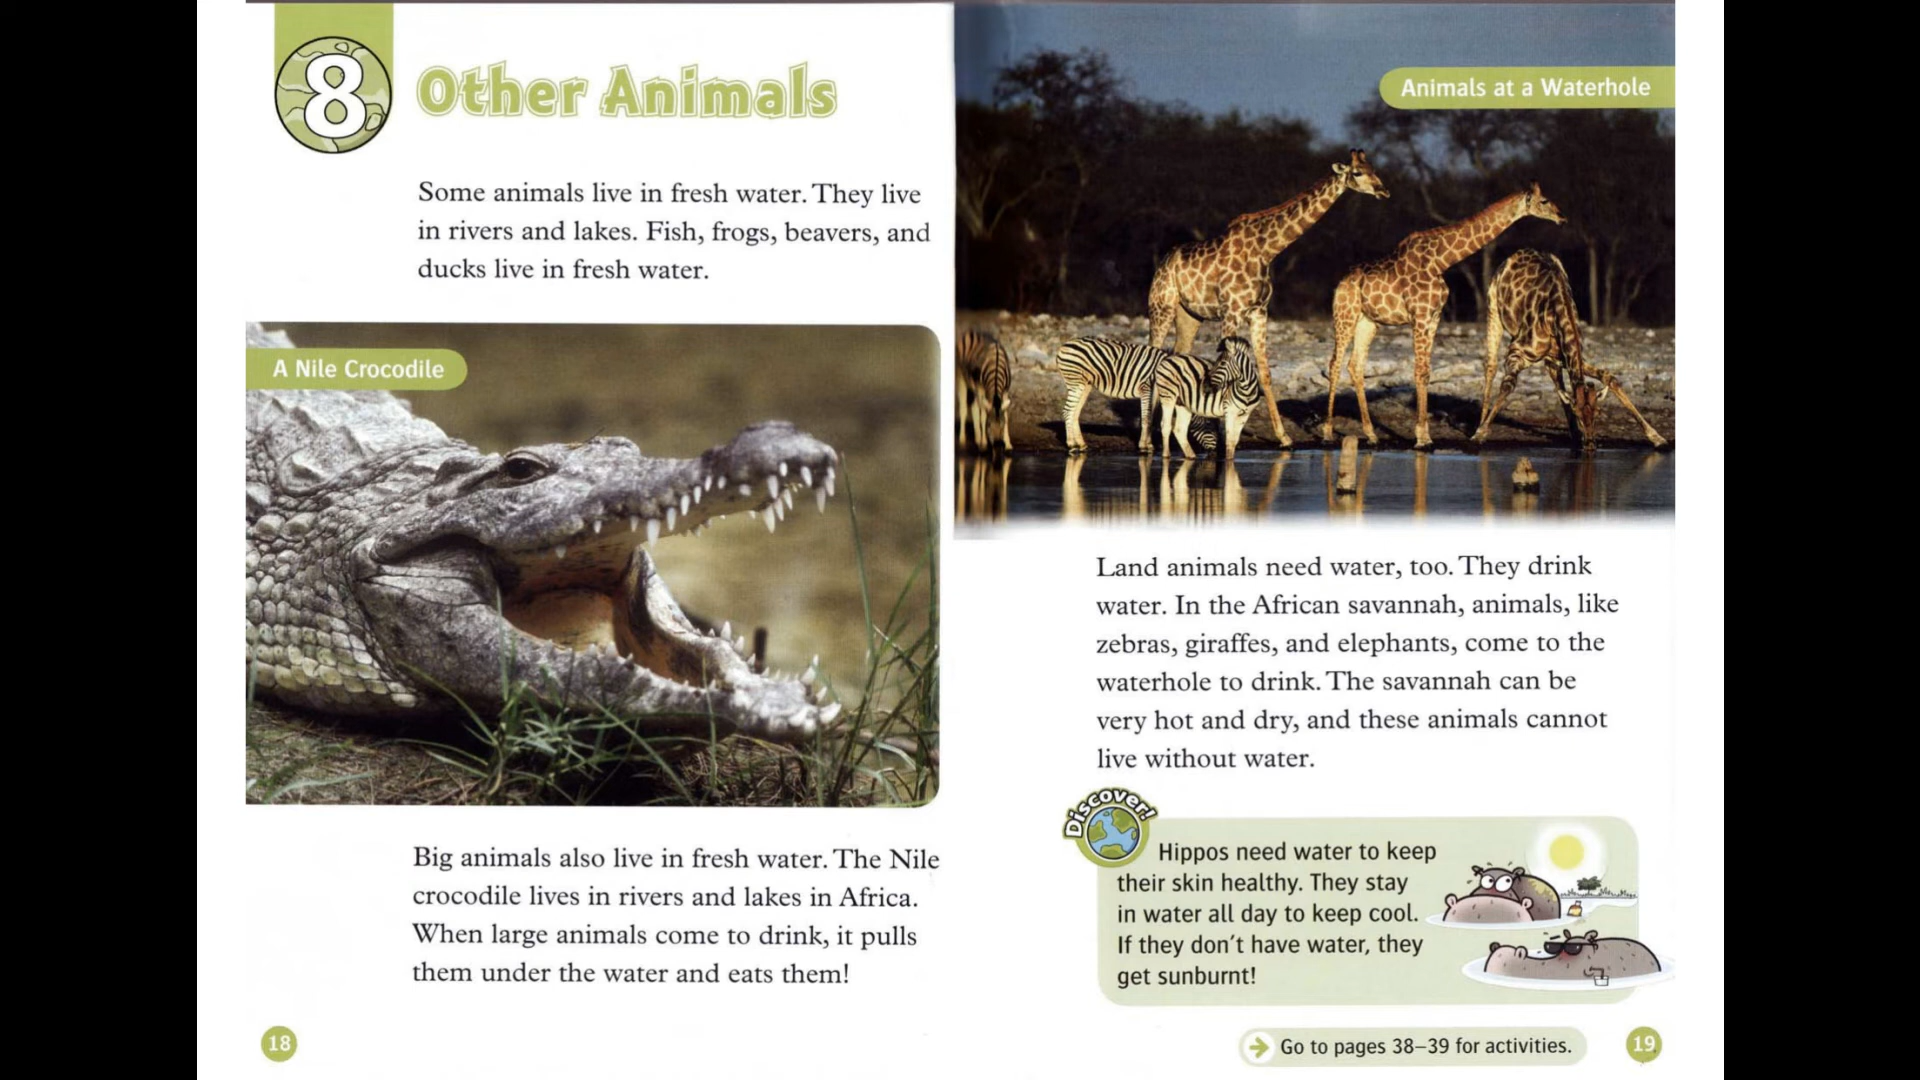 8
Other Animals
Some animals live in fresh water. They live
in rivers and lakes. Fish, frogs, beavers, and
ducks live in fresh water.
A Nile Crocodile
Big animals also live in fresh water. The Nile
crocodile lives in rivers and lakes in Africa.
When large animals come to drink, it pulls
them under the water and eats them!
18
Animals at a Waterhole
Land animals need water, too. They drink
water. In the African savannah, animals, like
zebras, giraffes, and elephants, come to the
waterhole to drink. The savannah can be
very hot and dry, and these animals cannot
live without water.
Discover!
Hippos need water to keep
their skin healthy. They stay
in water all day to keep cool.
If they don't have water, they
get sunburnt!
Go to pages 38–39 for activities.
19